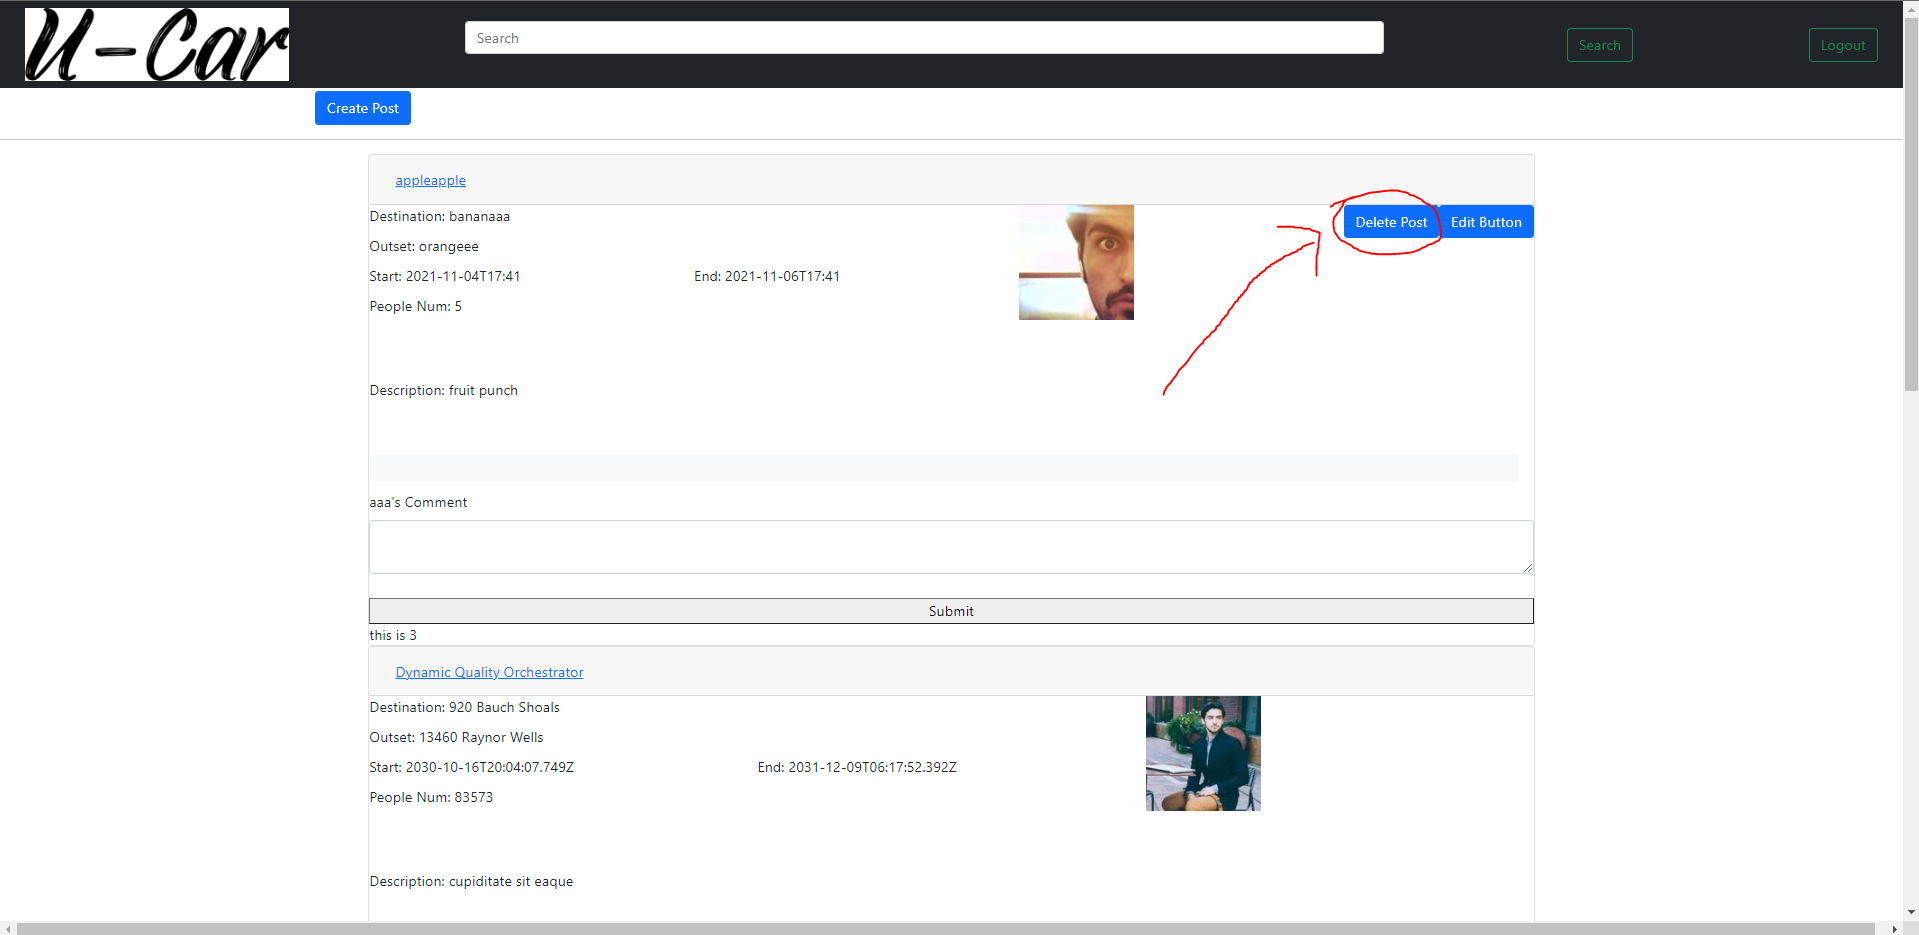 U-Car
Search
Search
Logout
Create Post
appleapple
Destination: bananaaa
Delete Post
Edit Button
Outset: orangeee
Start: 2021-11-04T17:41
End: 2021-11-06T17:41
People Num: 5
Description: fruit punch
aaa's Comment
Submit
this is 3
Dynamic Quality Orchestrator
Destination: 920 Bauch Shoals
Outset: 13460 Raynor Wells
Start: 2030-10-16T20:04:07.749Z
End: 2031-12-09T06:17:52.392Z
People Num: 83573
Description: cupiditate sit eaque